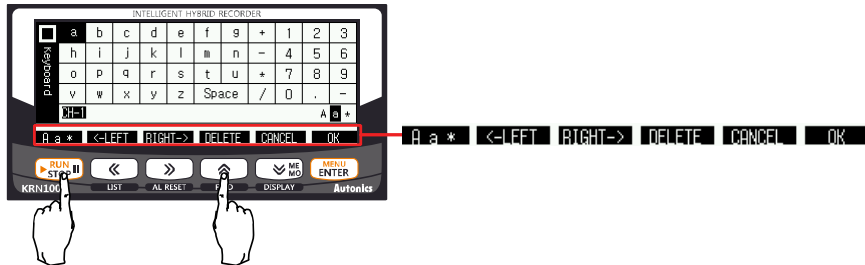 INTELLIGENT HYBRID RECORDER
Keyboard
a b c d e f g + 1 2 3
h i j k l m n - 4 5 6
o p q r s t u * 7 8 9
v w x y z Space / 0 . -
CH-1 A a *
A a * <-LEFT RIGHT-> DELETE CANCEL OK
A a * <-LEFT RIGHT-> DELETE CANCEL OK
RUN STOP ME MO MENU ENTER
KRN100 LIST AL RESET DISPLAY Autonics